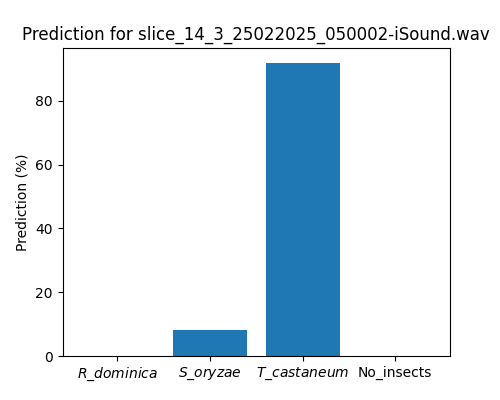 Prediction for slice_14_3_25022025_050002-iSound.wav
Prediction (%)
80
60
40
20
0
R_dominica S_oryzae T_castaneum No_insects